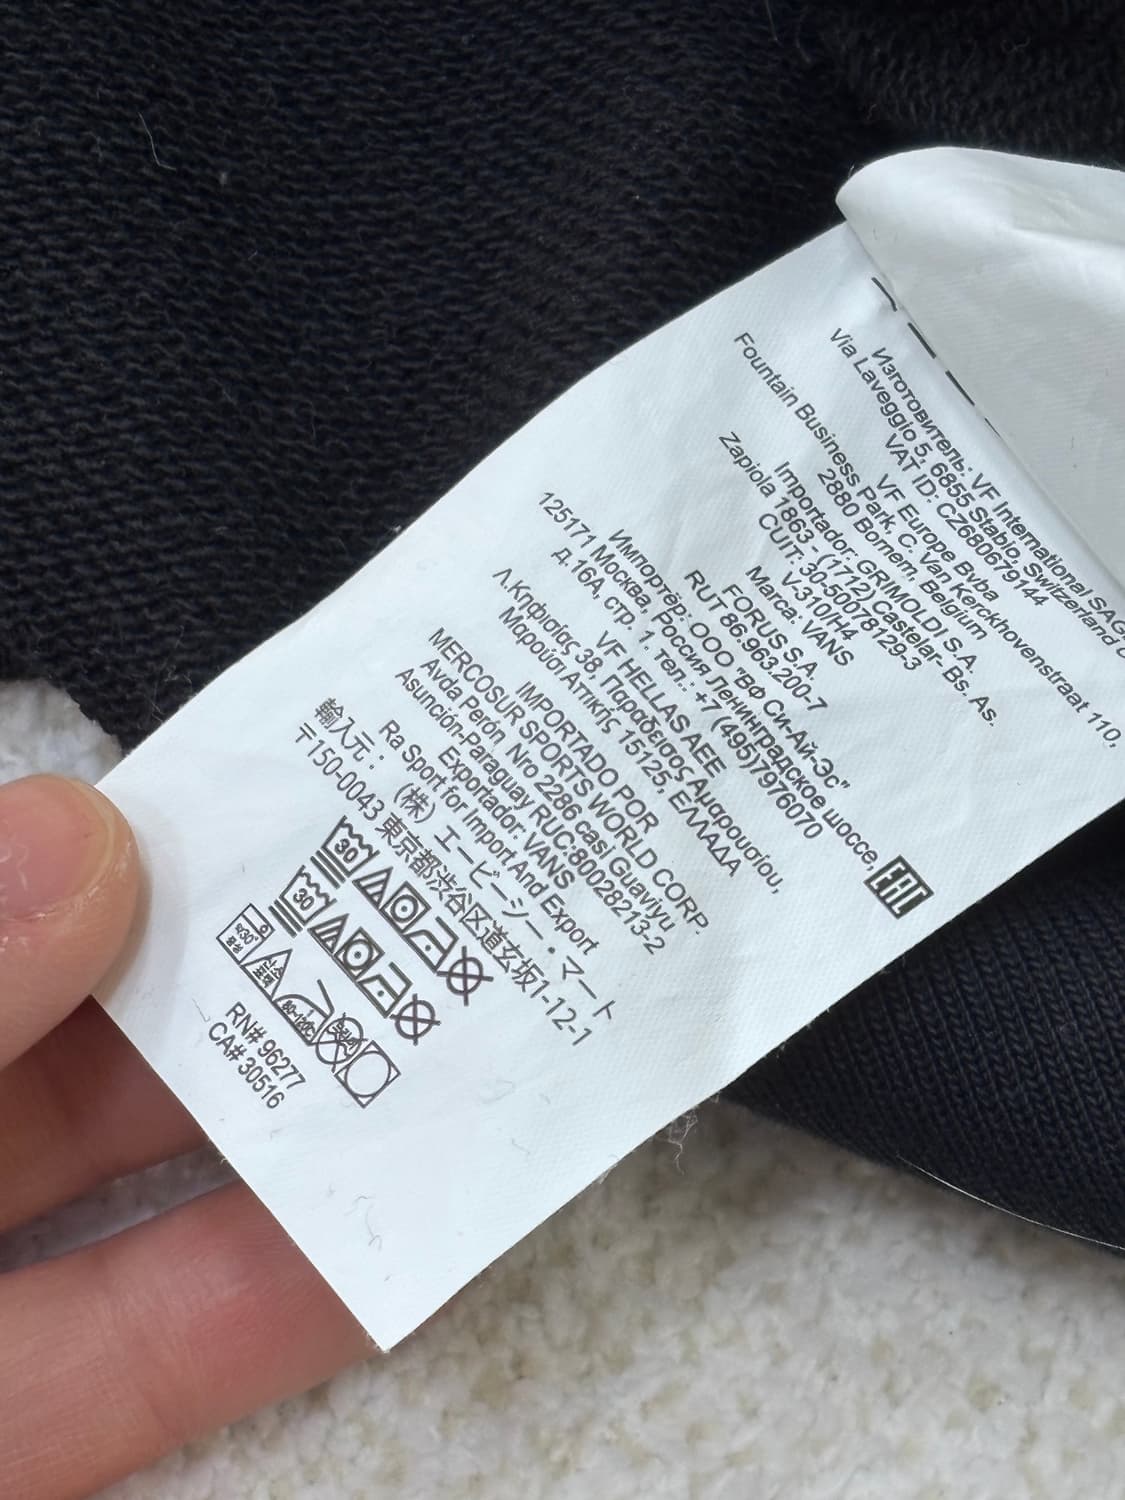 Изготовитель: VF International SAG
Via Laveggio 5, 6855 Stabio, Switzerland
VAT ID: CZ68079144
VF Europe Bvba
Fountain Business Park, C. Van Kerckhovenstraat 110,
2880 Bornem, Belgium
Importador: GRIMOLDI S.A.
Zapiola 1863 - (1712) Castelar- Bs. As.
CUIT: 30-50078129-3
V-310IH4
Marca: VANS
FORUS S.A.
RUT 86.963.200-7
Импортёр: ООО "ВФ Си-Ай-Эс"
125171 Москва, Россия Ленинградское шоссе,
д.16А, стр. 1. тел.: +7 (495)7976070
EAC
VF HELLAS AEE
Λ.Κηφισίας 38, Παράδεισος Αμαρουσίου,
Μαρούσι Αττικής 15125, ΕΛΛΑΔΑ
IMPORTADO POR
MERCOSUR SPORTS WORLD CORP.
Avda Perón Nro 2286 casi Guaviyu
Asunción-Paraguay RUC:80028213-2
Exportador: VANS
Ra Sport for Import And Export
輸入元: (株) エービーシー・マート
〒150-0043 東京都渋谷区道玄坂1-12-1
30
30
RN# 96277
CA# 30516